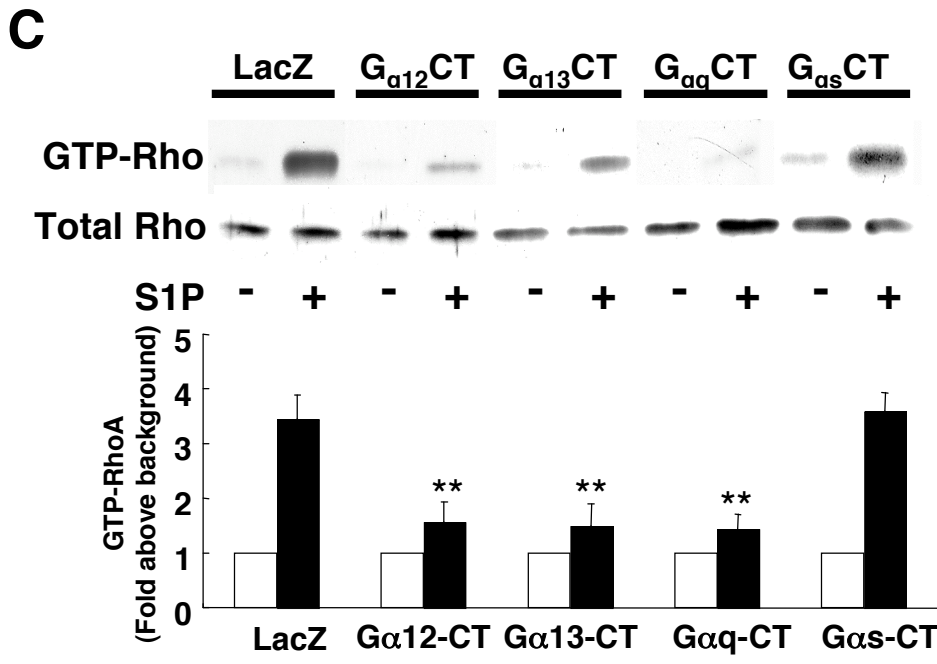 C
LacZ Gα12CT Gα13CT GαqCT GαsCT
GTP-Rho
Total Rho
S1P - + - + - + - + - +
GTP-RhoA
(Fold above background)
5
4
3
2
1
0
** ** **
LacZ Gα12-CT Gα13-CT Gαq-CT Gαs-CT